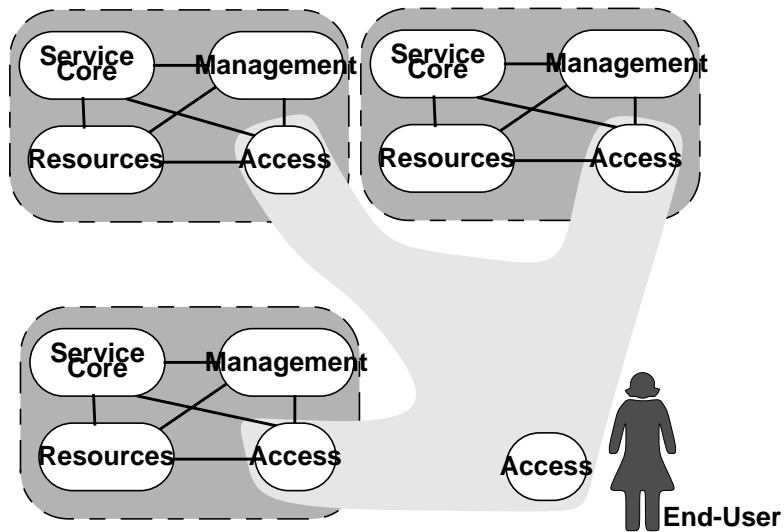 Service
Core
Management
Resources
Access
Service
Core
Management
Resources
Access
Service
Core
Management
Resources
Access
Access
End-User